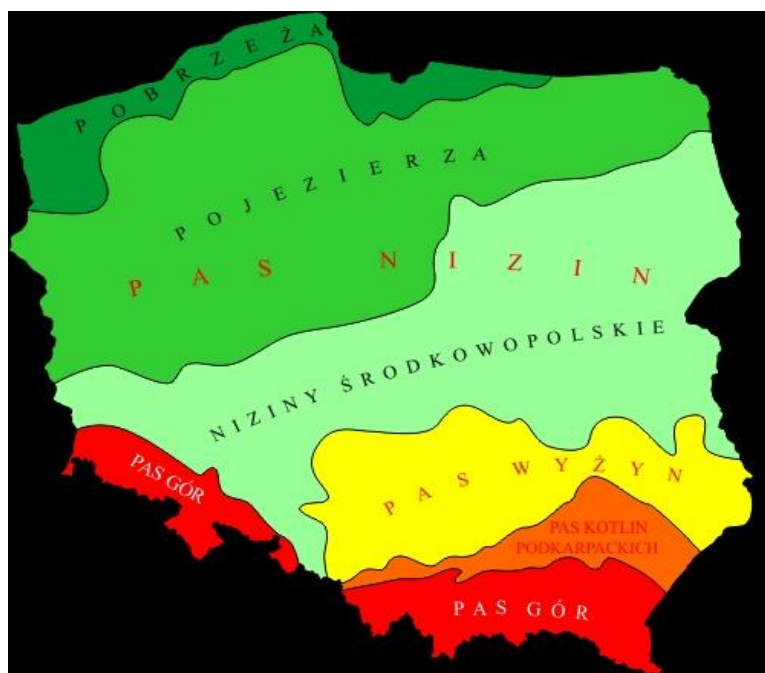 POBRZEŻA
POJEZIERZA
PAS NIZIN
NIZINY ŚRODKOWOPOLSKIE
PAS GÓR
PAS WYŻYN
PAS KOTLIN
PODKARPACKICH
PAS GÓR